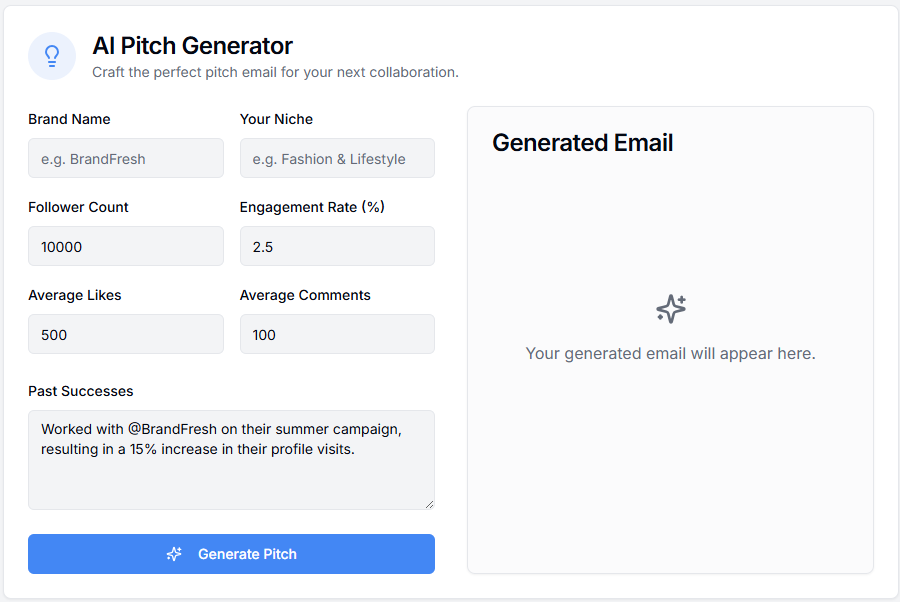 AI Pitch Generator
Craft the perfect pitch email for your next collaboration.
Brand Name
e.g. BrandFresh
Your Niche
e.g. Fashion & Lifestyle
Follower Count
10000
Engagement Rate (%)
2.5
Average Likes
500
Average Comments
100
Past Successes
Worked with @BrandFresh on their summer campaign,
resulting in a 15% increase in their profile visits.
Generate Pitch
Generated Email
Your generated email will appear here.